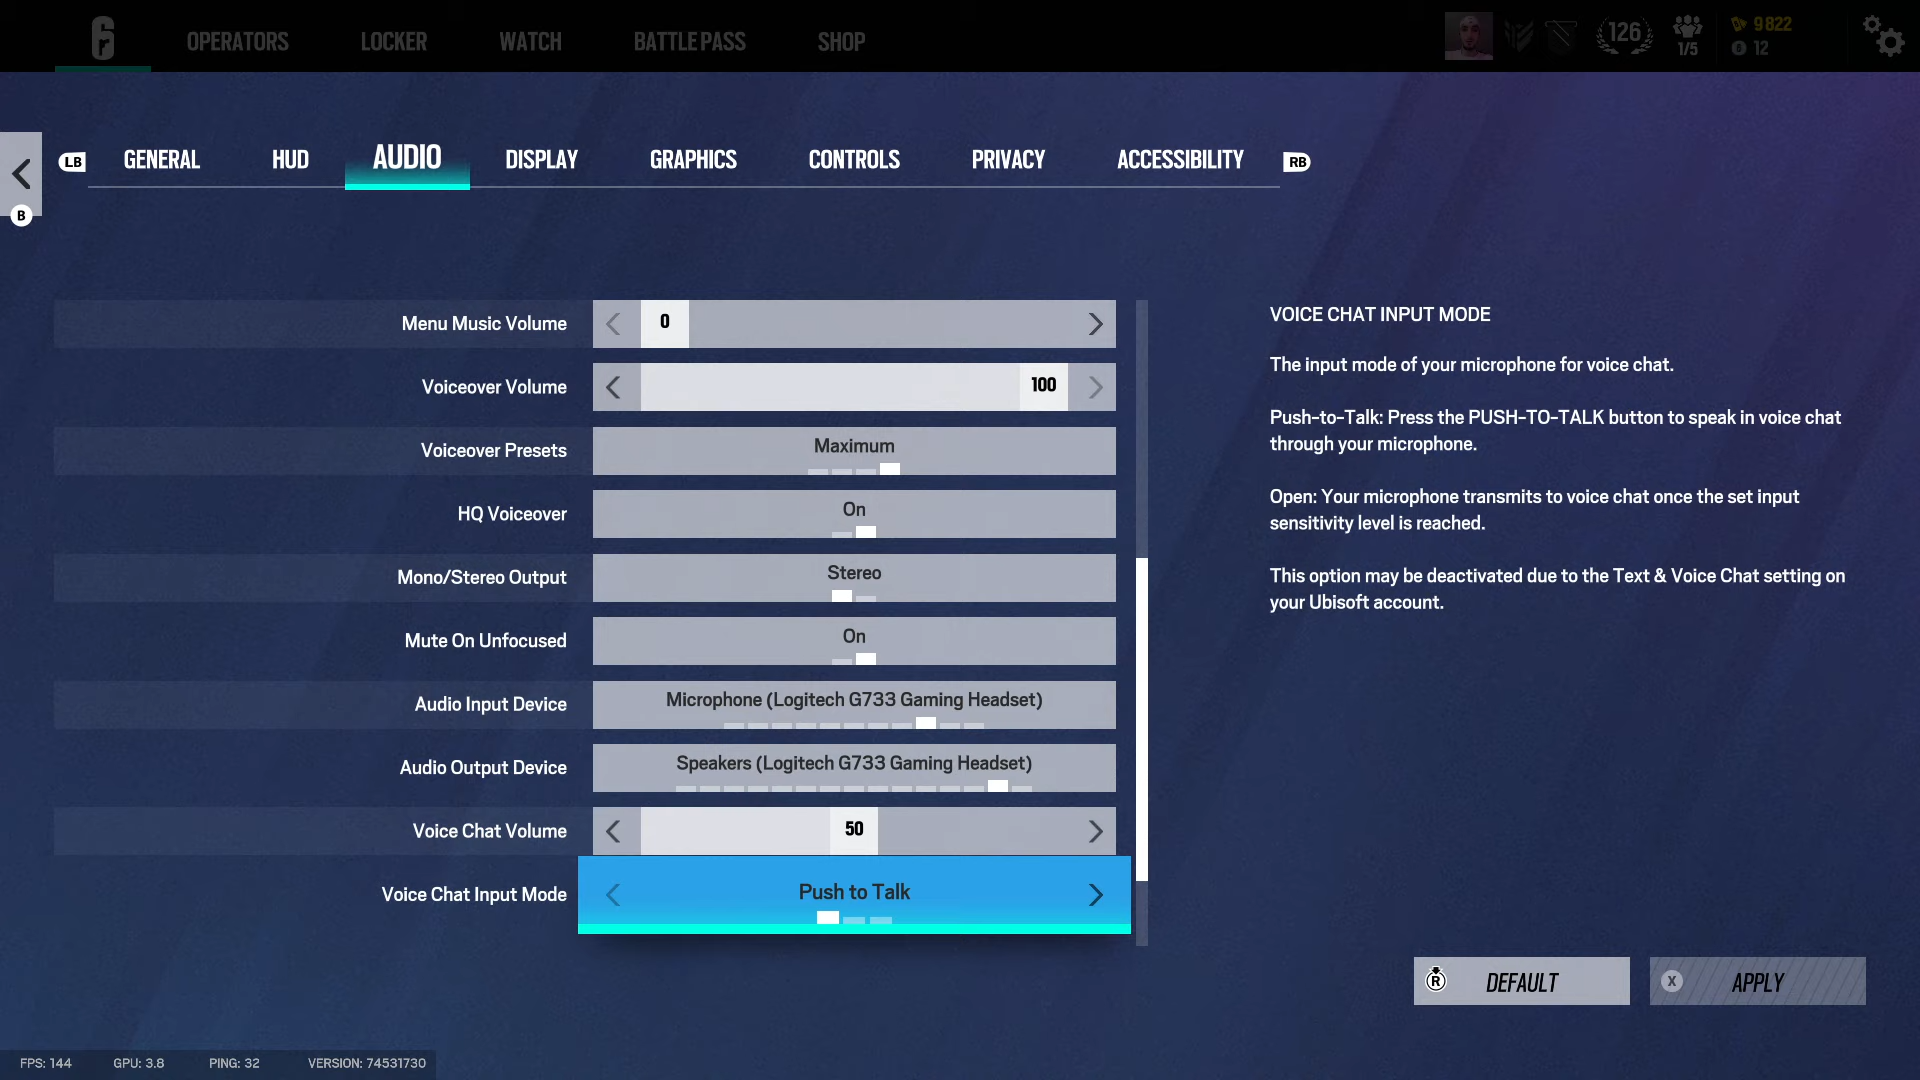 OPERATORS LOCKER WATCH BATTLE PASS SHOP 126 1/5 9 822
12
LB GENERAL HUD AUDIO DISPLAY GRAPHICS CONTROLS PRIVACY ACCESSIBILITY RB
B
Menu Music Volume 0
Voiceover Volume 100
Voiceover Presets Maximum
HQ Voiceover On
Mono/Stereo Output Stereo
Mute On Unfocused On
Audio Input Device Microphone (Logitech G733 Gaming Headset)
Audio Output Device Speakers (Logitech G733 Gaming Headset)
Voice Chat Volume 50
Voice Chat Input Mode Push to Talk
VOICE CHAT INPUT MODE
The input mode of your microphone for voice chat.
Push-to-Talk: Press the PUSH-TO-TALK button to speak in voice chat
through your microphone.
Open: Your microphone transmits to voice chat once the set input
sensitivity level is reached.
This option may be deactivated due to the Text & Voice Chat setting on
your Ubisoft account.
R DEFAULT X APPLY
FPS: 144 GPU: 3.8 PING: 32 VERSION: 74531730